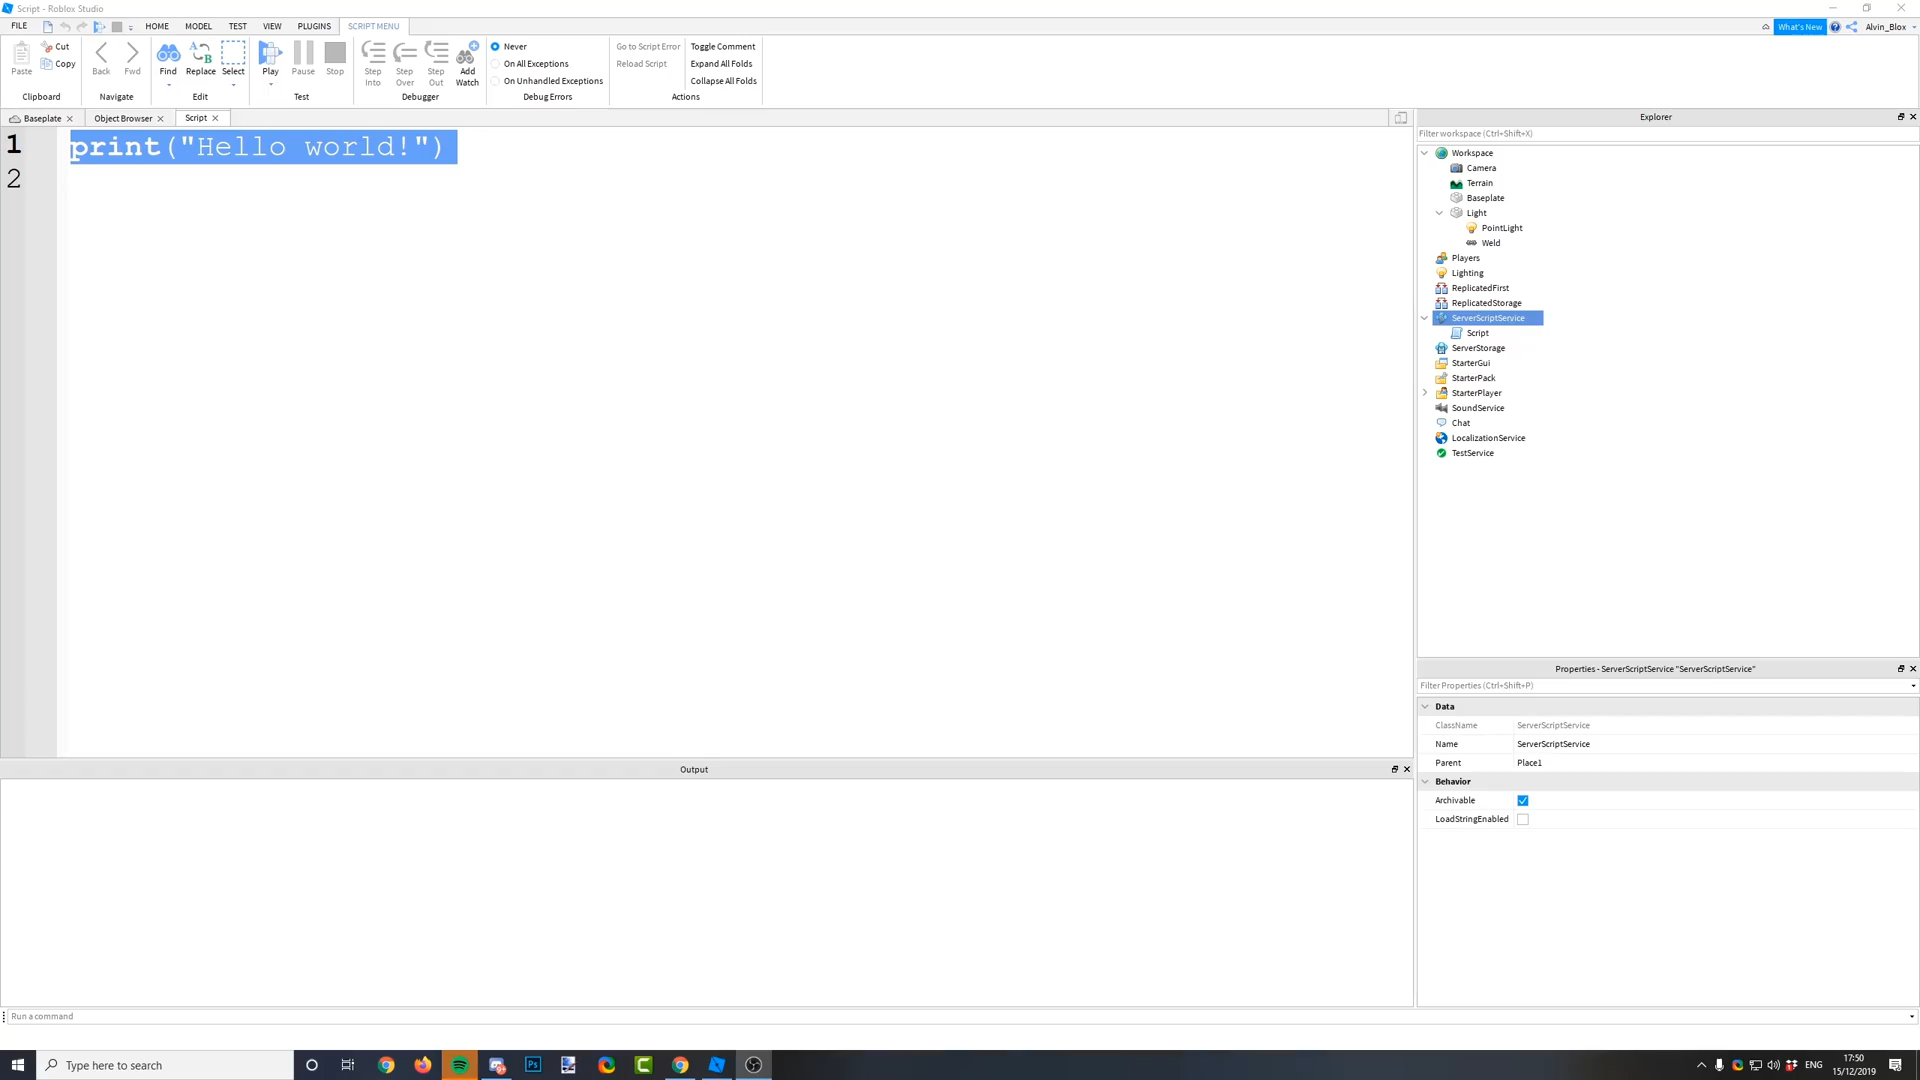 Script - Roblox Studio
FILE HOME MODEL TEST VIEW PLUGINS SCRIPT MENU What's New Alvin_Blox
Paste Cut Copy Clipboard
Back Fwd Navigate
Find Replace Select Edit
Play Pause Stop Test
Step Into Step Over Step Out Add Watch Debugger
Never
On All Exceptions
On Unhandled Exceptions
Debug Errors
Go to Script Error Toggle Comment
Reload Script Expand All Folds
Collapse All Folds
Actions
Baseplate Object Browser Script
1 print("Hello world!")
2
Output
Run a command
Explorer
Filter workspace (Ctrl+Shift+X)
Workspace
Camera
Terrain
Baseplate
Light
PointLight
Weld
Players
Lighting
ReplicatedFirst
ReplicatedStorage
ServerScriptService
Script
ServerStorage
StarterGui
StarterPack
StarterPlayer
SoundService
Chat
LocalizationService
TestService
Properties - ServerScriptService "ServerScriptService"
Filter Properties (Ctrl+Shift+P)
Data
ClassName ServerScriptService
Name ServerScriptService
Parent Place1
Behavior
Archivable
LoadStringEnabled
Type here to search
Ps
ENG
17:50
15/12/2019